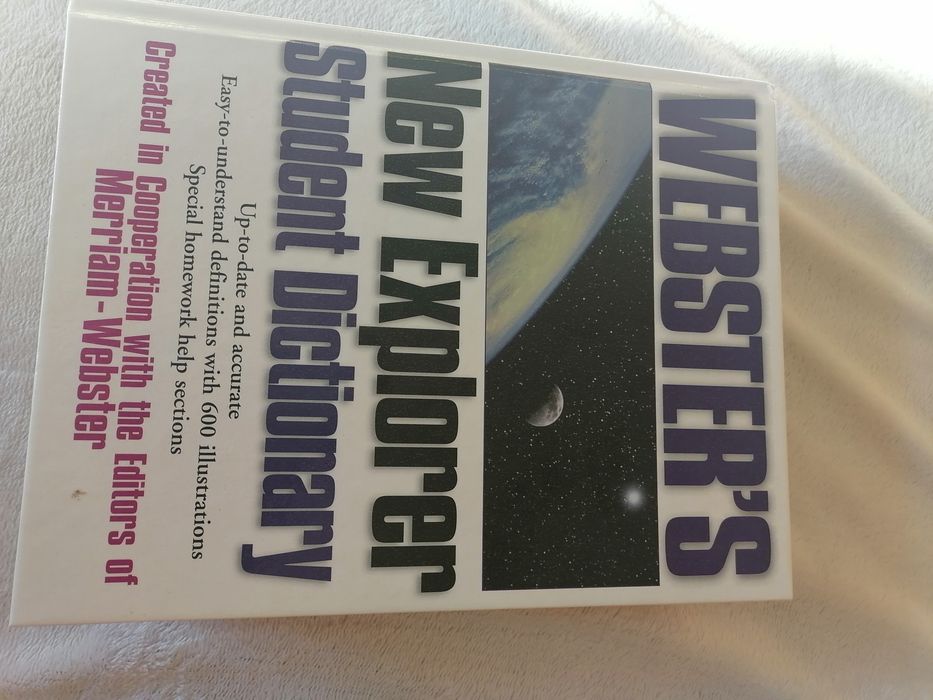 WEBSTER'S
New Explorer
Student Dictionary
Up-to-date and accurate
Easy-to-understand definitions with 600 illustrations
Special homework help sections
Created in Cooperation with the Editors of
Merriam-Webster